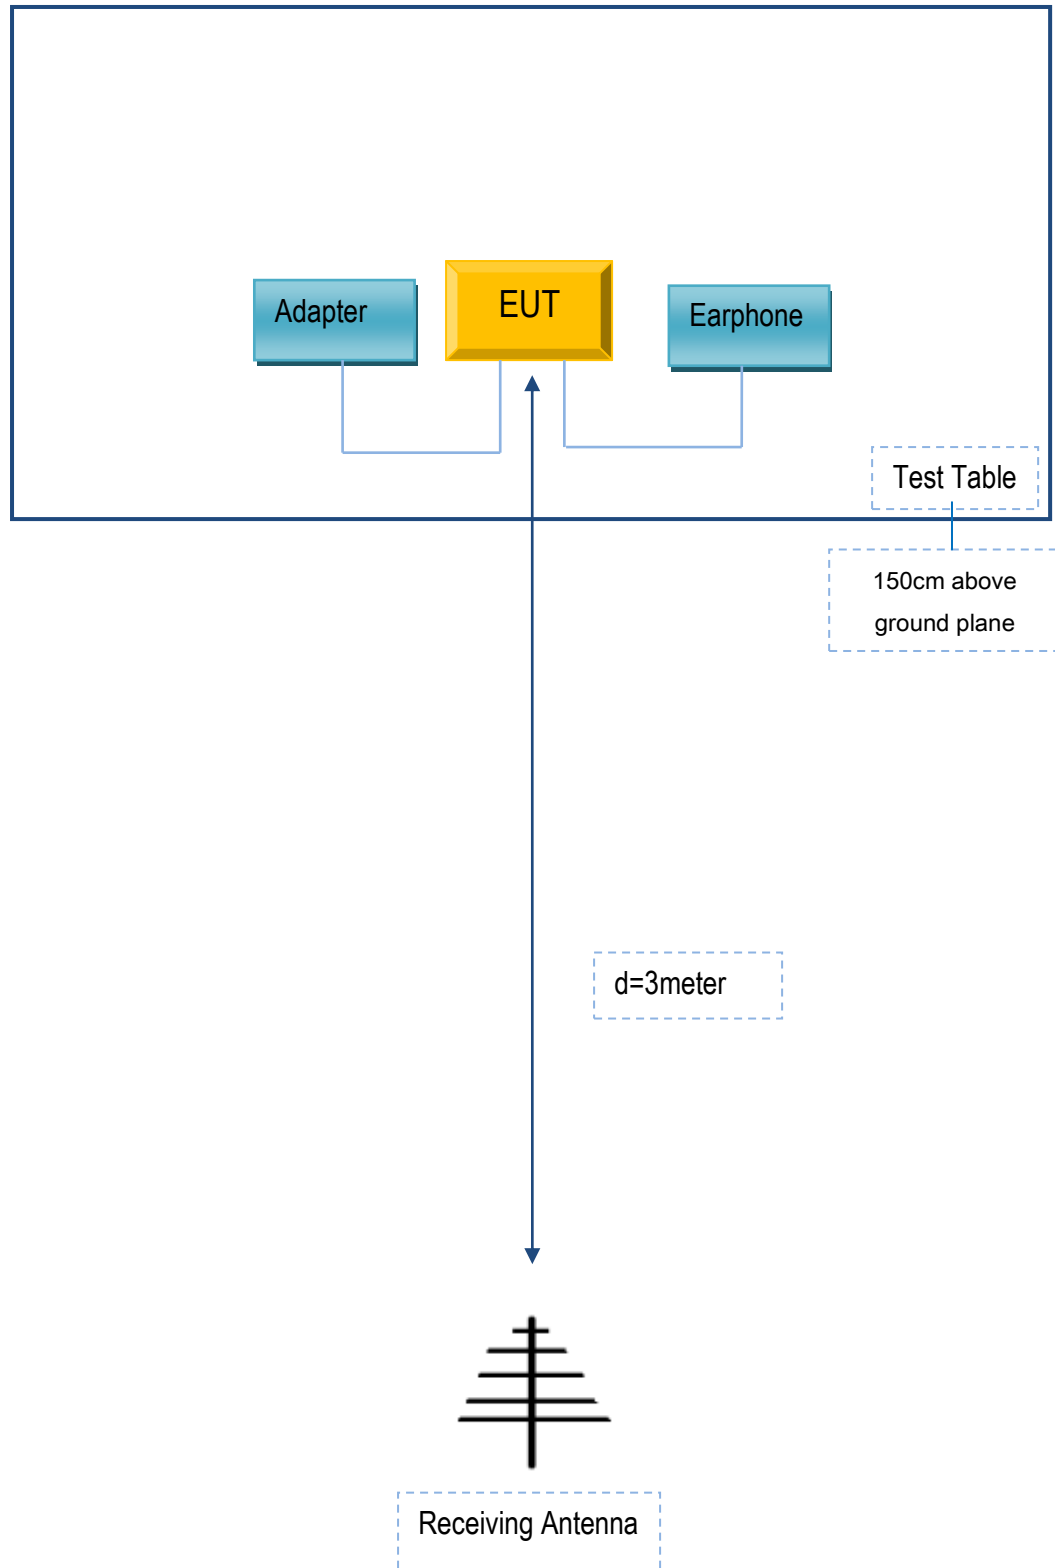 Adapter
EUT
Earphone
Test Table
150cm above
ground plane
d=3meter
Receiving Antenna